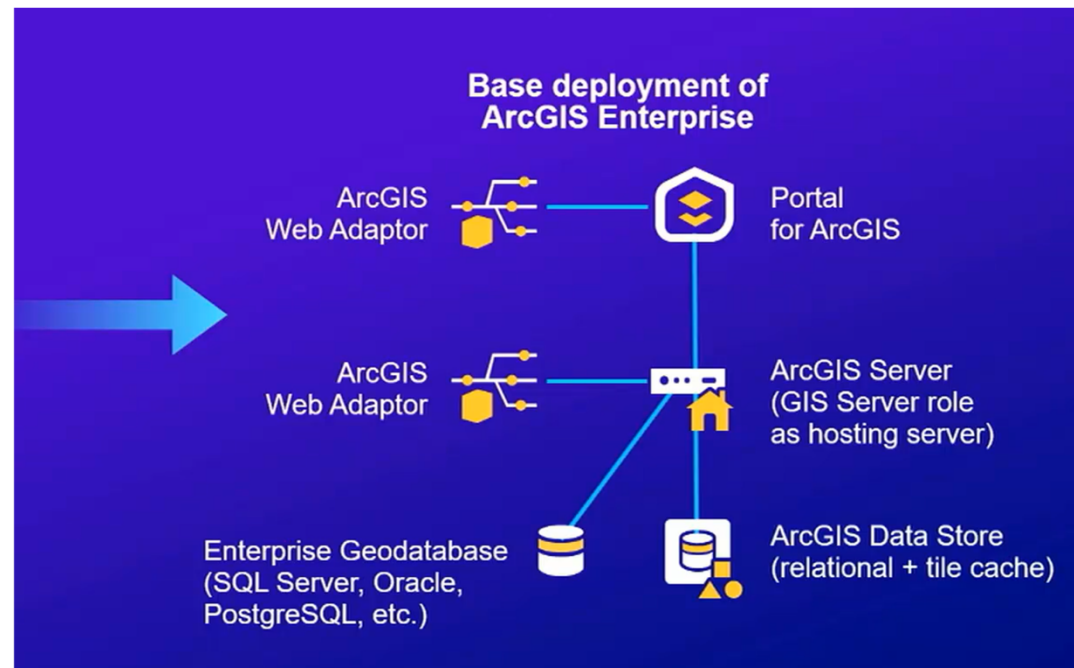 Base deployment of
ArcGIS Enterprise
ArcGIS
Web Adaptor
Portal
for ArcGIS
ArcGIS
Web Adaptor
ArcGIS Server
(GIS Server role
as hosting server)
Enterprise Geodatabase
(SQL Server, Oracle,
PostgreSQL, etc.)
ArcGIS Data Store
(relational + tile cache)